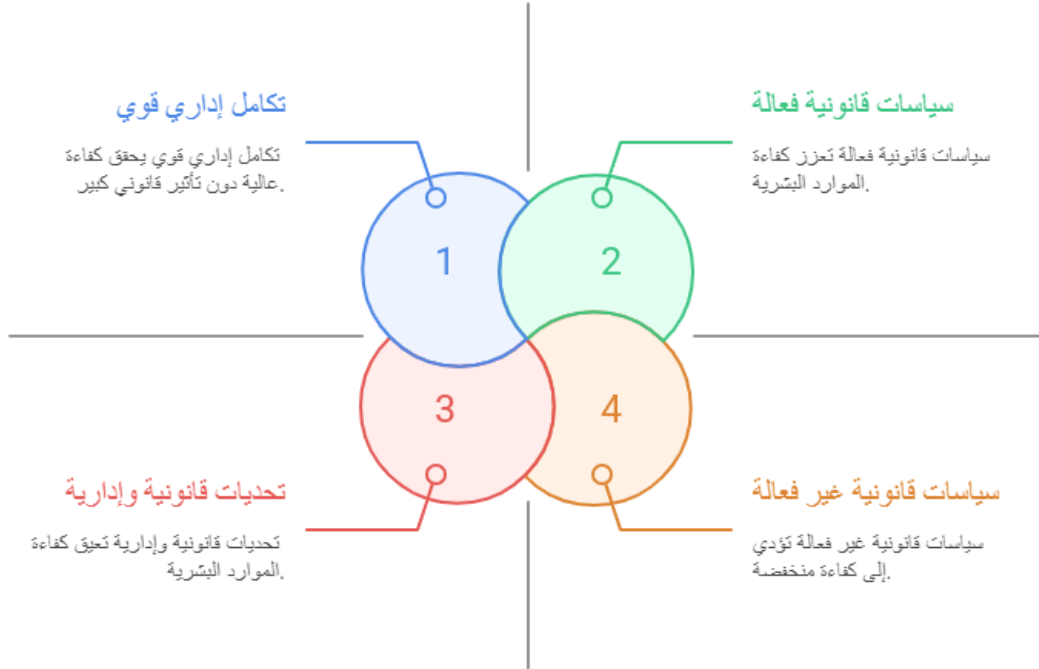 تكامل إداري قوي
تكامل إداري قوي يحقق كفاءة
عالية دون تأثير قانوني كبير.
1
سياسات قانونية فعالة
سياسات قانونية فعالة تعزز كفاءة
الموارد البشرية.
2
3
تحديات قانونية وإدارية
تحديات قانونية وإدارية تعيق كفاءة
الموارد البشرية.
4
سياسات قانونية غير فعالة
سياسات قانونية غير فعالة تؤدي
إلى كفاءة منخفضة.